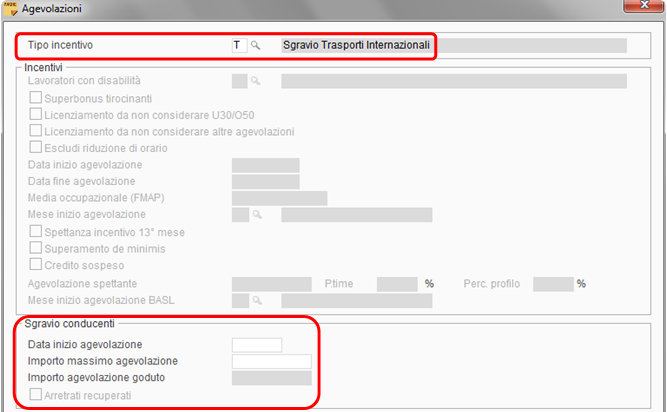 Agevolazioni
Tipo incentivo T Sgravio Trasporti Internazionali
Incentivi
Lavoratori con disabilità
Superbonus tirocinanti
Licenziamento da non considerare U30/O50
Licenziamento da non considerare altre agevolazioni
Escludi riduzione di orario
Data inizio agevolazione
Data fine agevolazione
Media occupazionale (FMAP)
Mese inizio agevolazione
Spettanza incentivo 13° mese
Superamento de minimis
Credito sospeso
Agevolazione spettante Ptime % Perc. profilo %
Mese inizio agevolazione BASL
Sgravio conducenti
Data inizio agevolazione
Importo massimo agevolazione
Importo agevolazione goduto
Arretrati recuperati